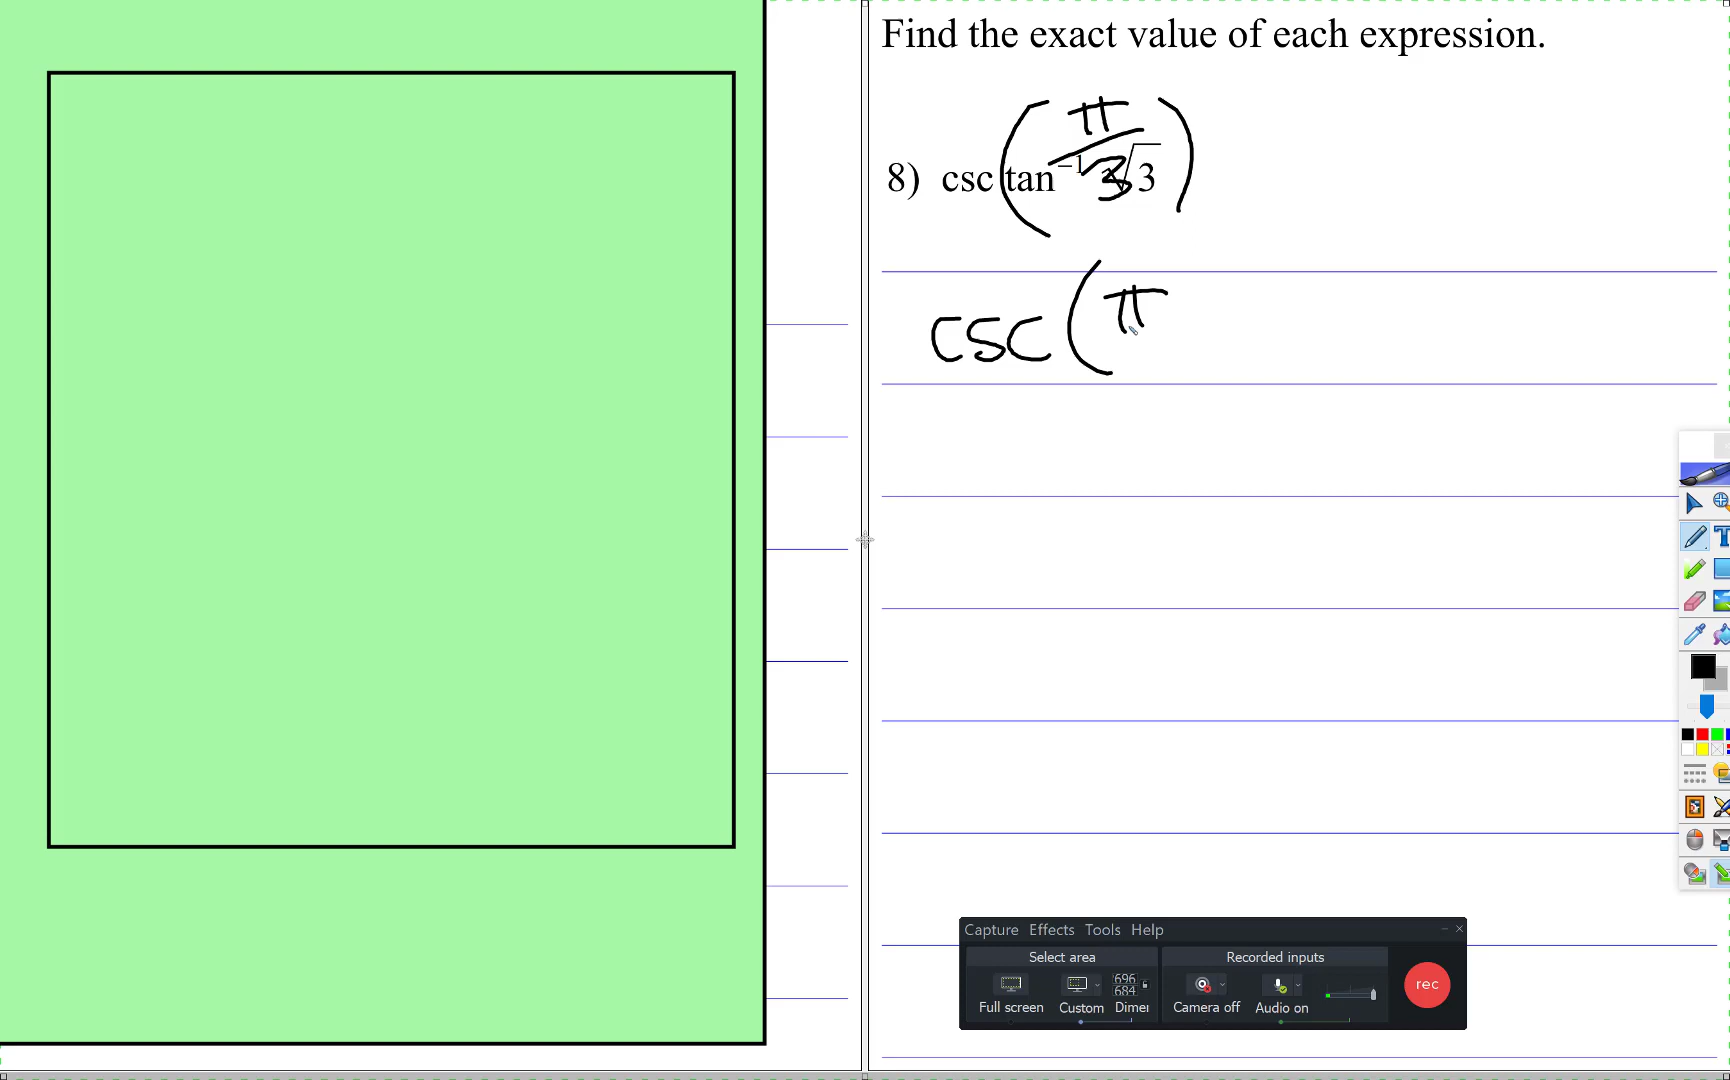 Find the exact value of each expression.
8) csc tan⁻¹ √3
( π/3 )
csc ( π
Capture Effects Tools Help
Select area
Recorded inputs
696
684
rec
Full screen Custom Dimer Camera off Audio on